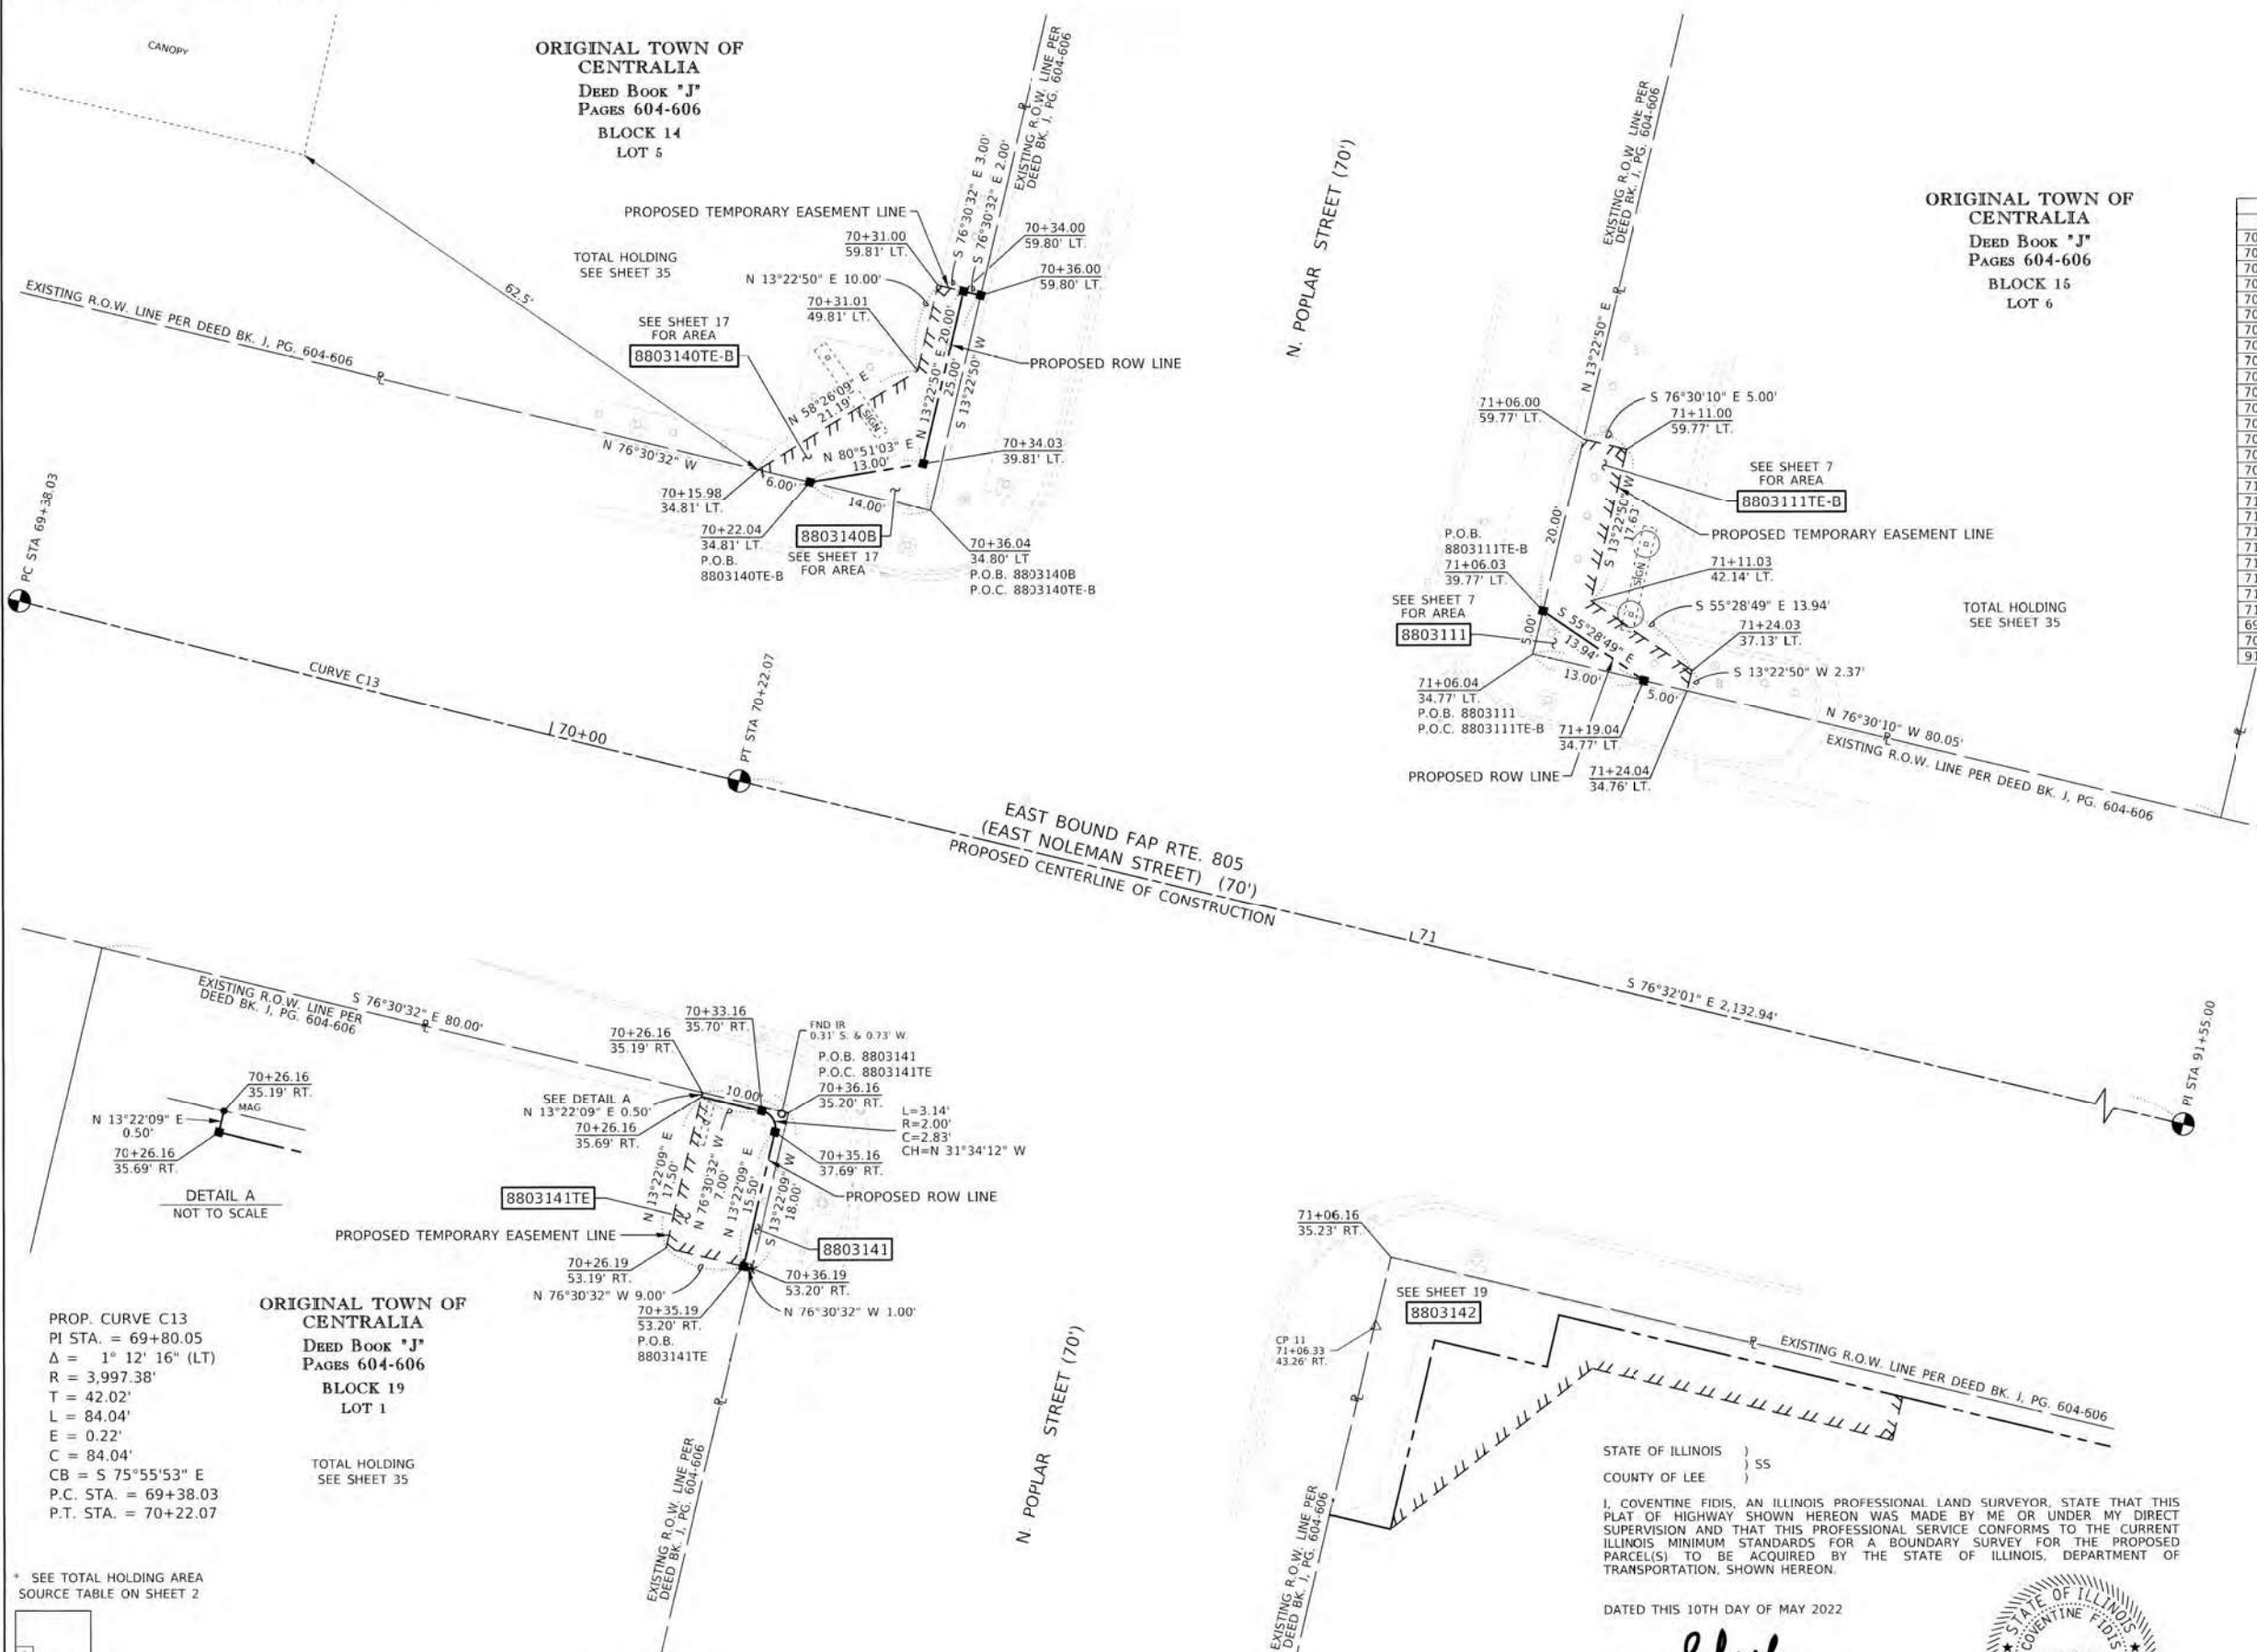 CANOPY
ORIGINAL TOWN OF
CENTRALIA
DEED BOOK "J"
PAGES 604-606
BLOCK 14
LOT 5
EXISTING R.O.W. LINE PER
DEED BK. J, PG. 604-606
S 76°30'32" E 3.00'
S 76°30'32" E 2.00'
PROPOSED TEMPORARY EASEMENT LINE
70+31.00
59.81' LT.
70+34.00
59.80' LT.
TOTAL HOLDING
SEE SHEET 35
N 13°22'50" E 10.00'
70+36.00
59.80' LT.
70+31.01
49.81' LT.
62.5'
EXISTING R.O.W. LINE PER DEED BK. J, PG. 604-606
SEE SHEET 17
FOR AREA
8803140TE-B
PROPOSED ROW LINE
N 58°26'09" E
21.19'
SIGN
N 13°22'50" E 20.00'
25.00'
S 13°22'50" W
N 76°30'32" W
N 80°51'03" E
13.00'
70+34.03
39.81' LT.
6.00'
14.00'
70+15.98
34.81' LT.
70+22.04
34.81' LT.
P.O.B.
8803140TE-B
8803140B
SEE SHEET 17
FOR AREA
70+36.04
34.80' LT
P.O.B. 8803140B
P.O.C. 8803140TE-B
N. POPLAR STREET (70')
EXISTING R.O.W. LINE PER
DEED BK. J, PG. 604-606
N 13°22'50" E
ORIGINAL TOWN OF
CENTRALIA
DEED BOOK "J"
PAGES 604-606
BLOCK 15
LOT 6
71+06.00
59.77' LT.
S 76°30'10" E 5.00'
71+11.00
59.77' LT.
SEE SHEET 7
FOR AREA
8803111TE-B
PROPOSED TEMPORARY EASEMENT LINE
20.00'
S 13°22'50" W
17.63'
SIGN
P.O.B.
8803111TE-B
71+06.03
39.77' LT.
71+11.03
42.14' LT.
SEE SHEET 7
FOR AREA
8803111
S 55°28'49" E 13.94'
71+24.03
37.13' LT.
TOTAL HOLDING
SEE SHEET 35
5.00'
S 55°28'49" E
13.94'
S 13°22'50" W 2.37'
13.00'
5.00'
71+06.04
34.77' LT.
P.O.B. 8803111
P.O.C. 8803111TE-B
71+19.04
34.77' LT.
PROPOSED ROW LINE
71+24.04
34.76' LT.
N 76°30'10" W 80.05'
EXISTING R.O.W. LINE PER DEED BK. J, PG. 604-606
PC STA 69+38.03
CURVE C13
70+00
PT STA 70+22.07
EAST BOUND FAP RTE. 805
(EAST NOLEMAN STREET) (70')
PROPOSED CENTERLINE OF CONSTRUCTION
71
S 76°32'01" E 2,132.94'
PI STA 91+55.00
EXISTING R.O.W. LINE PER
DEED BK. J, PG. 604-606
S 76°30'32" E 80.00'
70+26.16
35.19' RT.
MAG
N 13°22'09" E
0.50'
70+26.16
35.69' RT.
DETAIL A
NOT TO SCALE
70+33.16
35.70' RT.
70+26.16
35.19' RT.
FND IR
0.31' S. & 0.73' W.
P.O.B. 8803141
P.O.C. 8803141TE
70+36.16
35.20' RT.
SEE DETAIL A
N 13°22'09" E 0.50'
70+26.16
35.69' RT.
10.00'
L=3.14'
R=2.00'
C=2.83'
CH=N 31°34'12" W
70+35.16
37.69' RT.
N 13°22'09" E
17.50'
N 76°30'32" W
7.00'
N 13°22'09" E
15.50'
S 13°22'09" W
18.00'
PROPOSED ROW LINE
8803141TE
PROPOSED TEMPORARY EASEMENT LINE
8803141
70+26.19
53.19' RT.
N 76°30'32" W 9.00'
70+36.19
53.20' RT.
N 76°30'32" W 1.00'
70+35.19
53.20' RT.
P.O.B.
8803141TE
PROP. CURVE C13
PI STA. = 69+80.05
Δ = 1° 12' 16" (LT)
R = 3,997.38'
T = 42.02'
L = 84.04'
E = 0.22'
C = 84.04'
CB = S 75°55'53" E
P.C. STA. = 69+38.03
P.T. STA. = 70+22.07
ORIGINAL TOWN OF
CENTRALIA
DEED BOOK "J"
PAGES 604-606
BLOCK 19
LOT 1
TOTAL HOLDING
SEE SHEET 35
EXISTING R.O.W. LINE PER
DEED BK. J, PG. 604-606
N. POPLAR STREET (70')
71+06.16
35.23' RT.
SEE SHEET 19
8803142
CP 11
71+06.33
43.26' RT.
EXISTING R.O.W. LINE PER DEED BK. J, PG. 604-606
EXISTING R.O.W. LINE PER
DEED BK. J, PG. 604-606
STATE OF ILLINOIS )
) SS
COUNTY OF LEE )
I, COVENTINE FIDIS, AN ILLINOIS PROFESSIONAL LAND SURVEYOR, STATE THAT THIS
PLAT OF HIGHWAY SHOWN HEREON WAS MADE BY ME OR UNDER MY DIRECT
SUPERVISION AND THAT THIS PROFESSIONAL SERVICE CONFORMS TO THE CURRENT
ILLINOIS MINIMUM STANDARDS FOR A BOUNDARY SURVEY FOR THE PROPOSED
PARCEL(S) TO BE ACQUIRED BY THE STATE OF ILLINOIS, DEPARTMENT OF
TRANSPORTATION, SHOWN HEREON.
DATED THIS 10TH DAY OF MAY 2022
STATE OF ILLINOIS
COVENTINE FIDIS
* SEE TOTAL HOLDING AREA
SOURCE TABLE ON SHEET 2